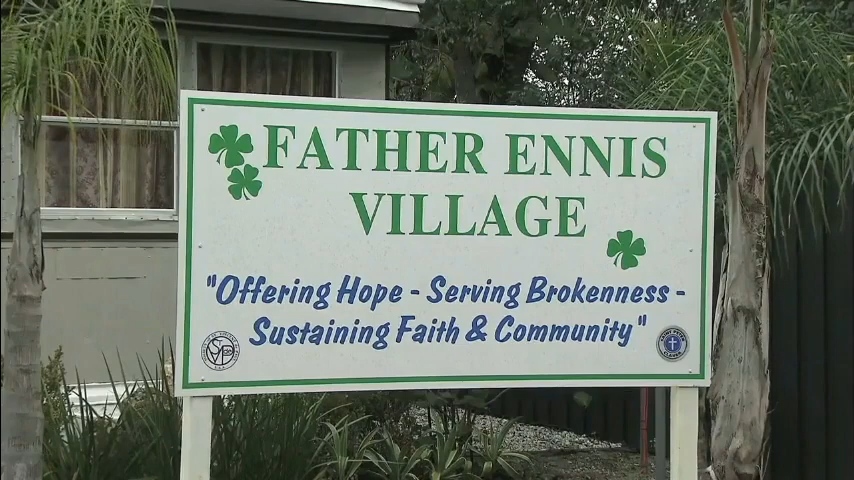 FATHER ENNIS
VILLAGE
"Offering Hope - Serving Brokenness -
Sustaining Faith & Community"